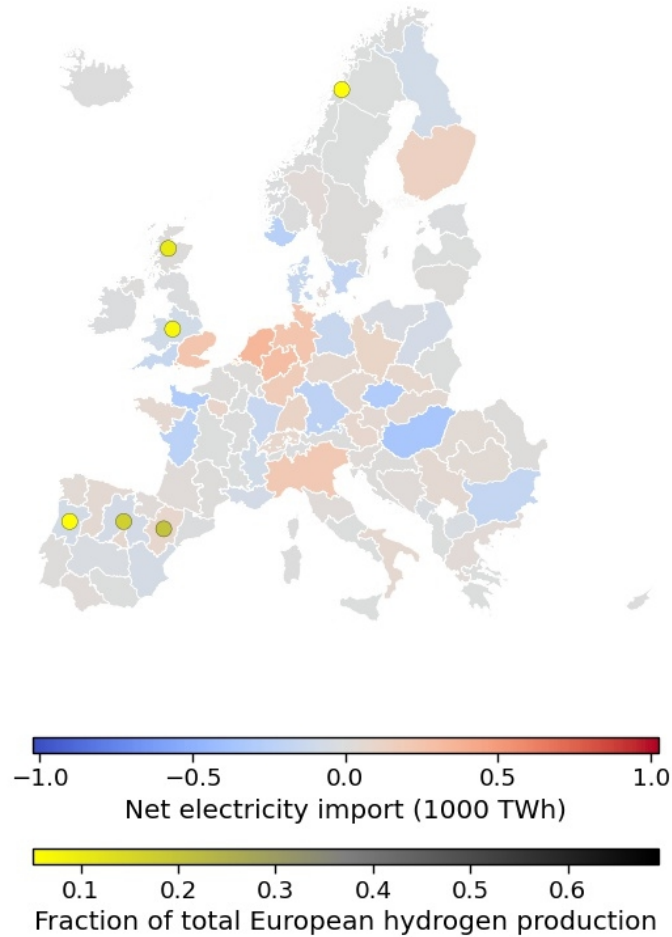 −1.0 −0.5 0.0 0.5 1.0
Net electricity import (1000 TWh)
0.1 0.2 0.3 0.4 0.5 0.6
Fraction of total European hydrogen production